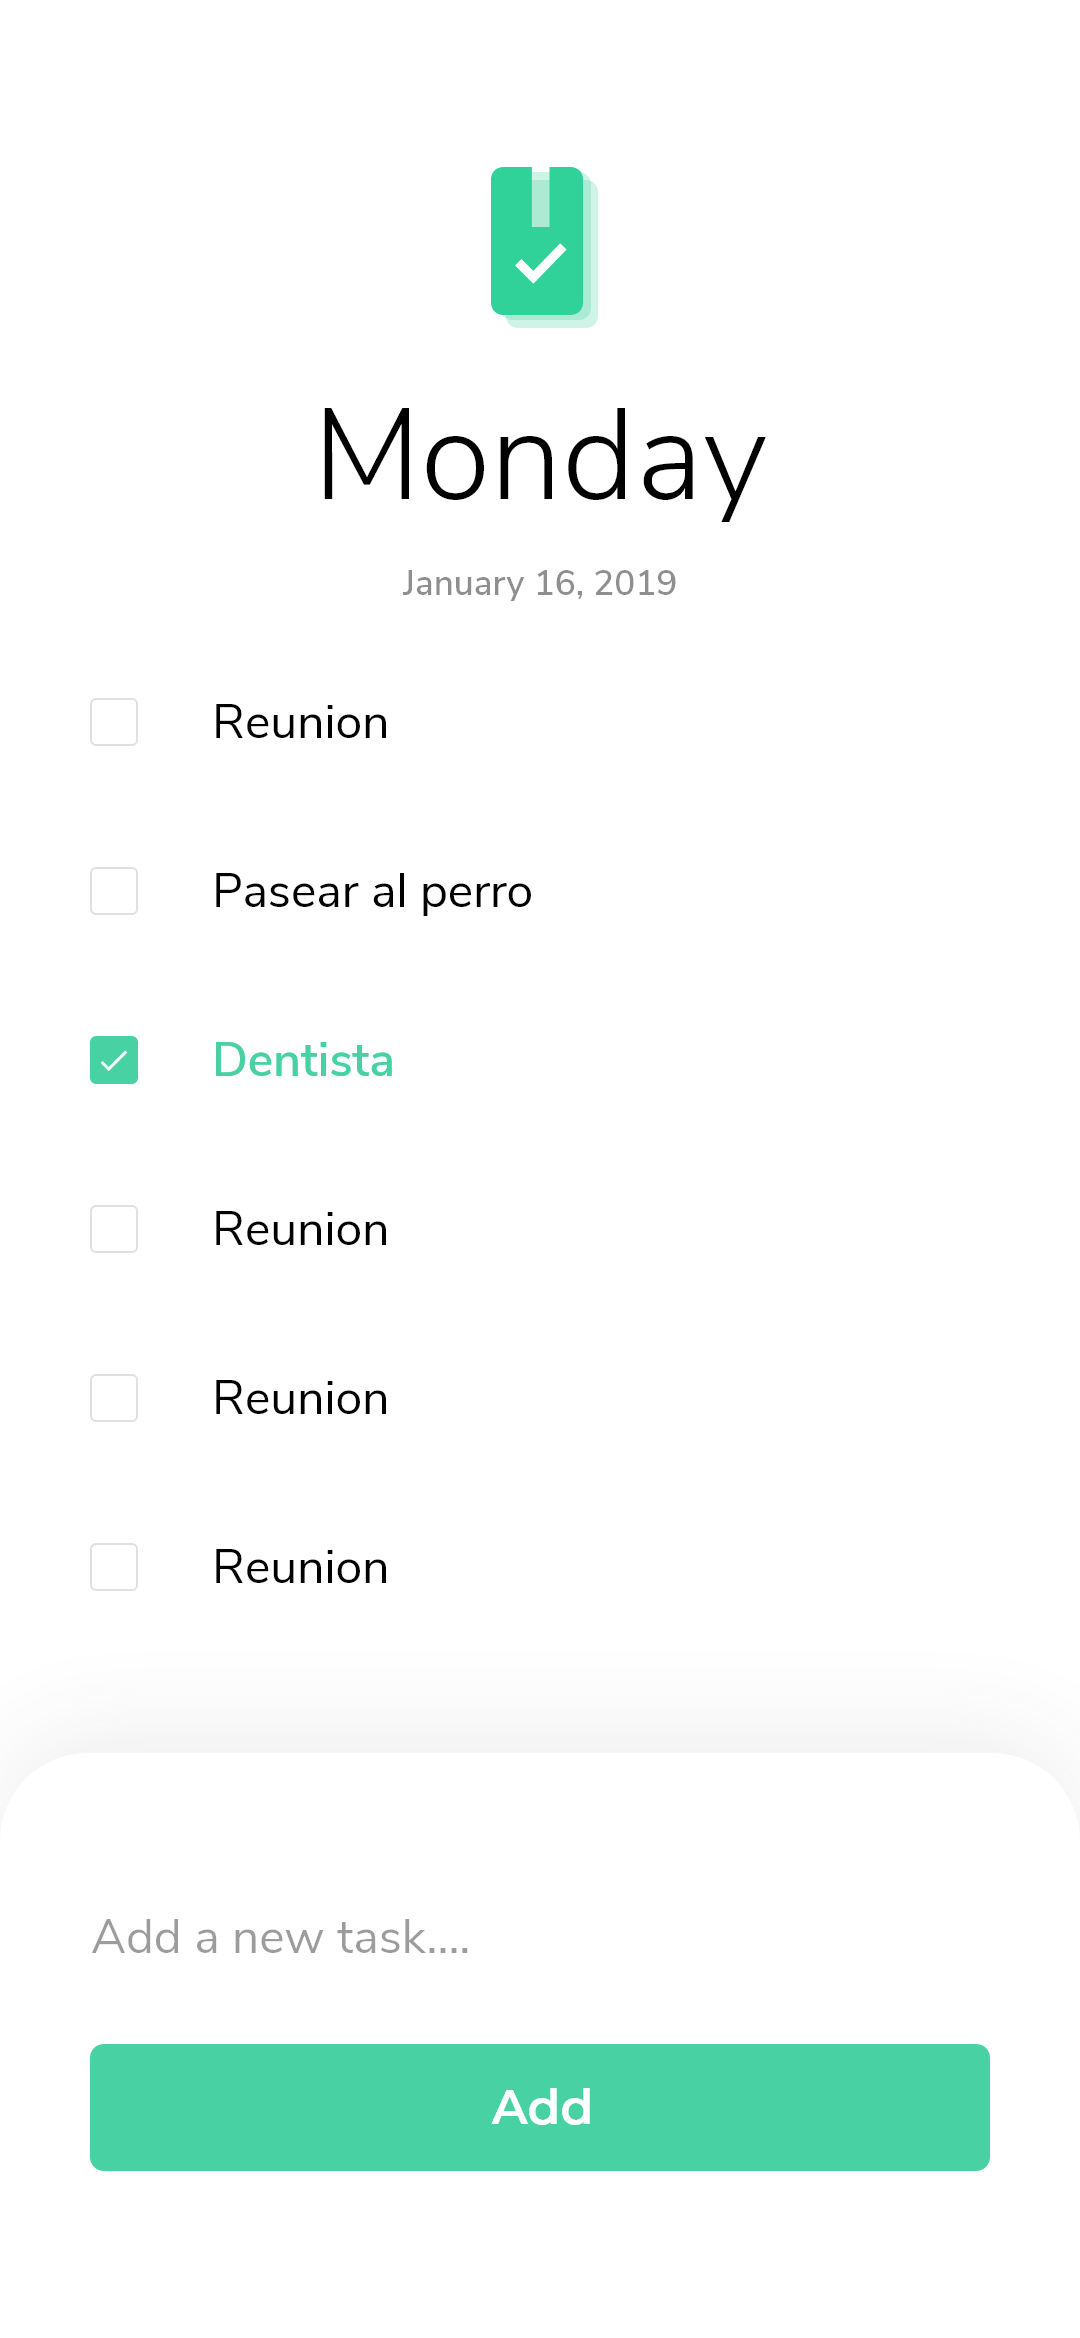 Monday
January 16, 2019
Reunion
Pasear al perro
Dentista
Reunion
Reunion
Reunion
Add a new task....
Add